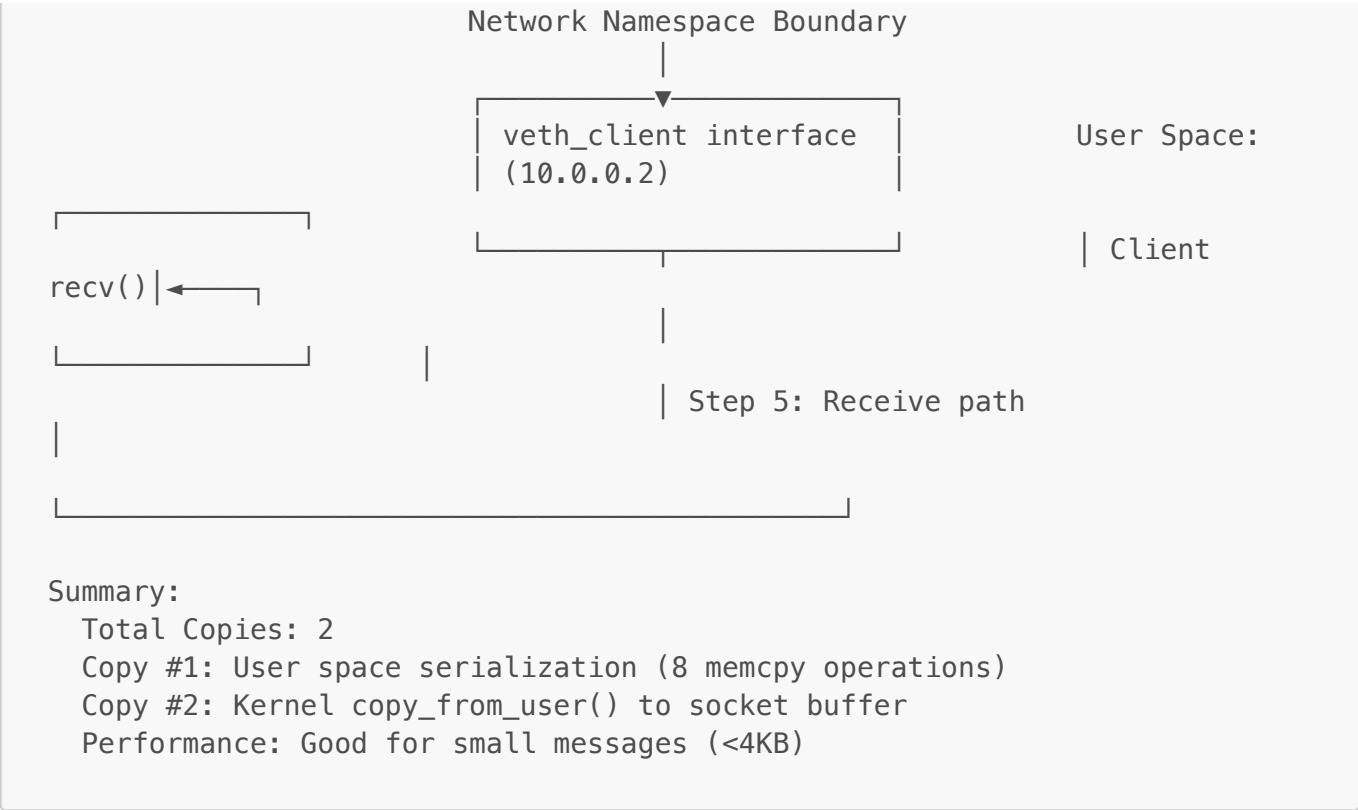 Network Namespace Boundary
│
┌──────────▼─────────────┐
│ veth_client interface │ User Space:
│ (10.0.0.2) │
┌──────────────┐
└──────────┬─────────────┘ │ Client
recv()│◄────┐
│
└──────────────┘ │
│ Step 5: Receive path
│
└──────────────────────────────────────────────┘
Summary:
Total Copies: 2
Copy #1: User space serialization (8 memcpy operations)
Copy #2: Kernel copy_from_user() to socket buffer
Performance: Good for small messages (<4KB)